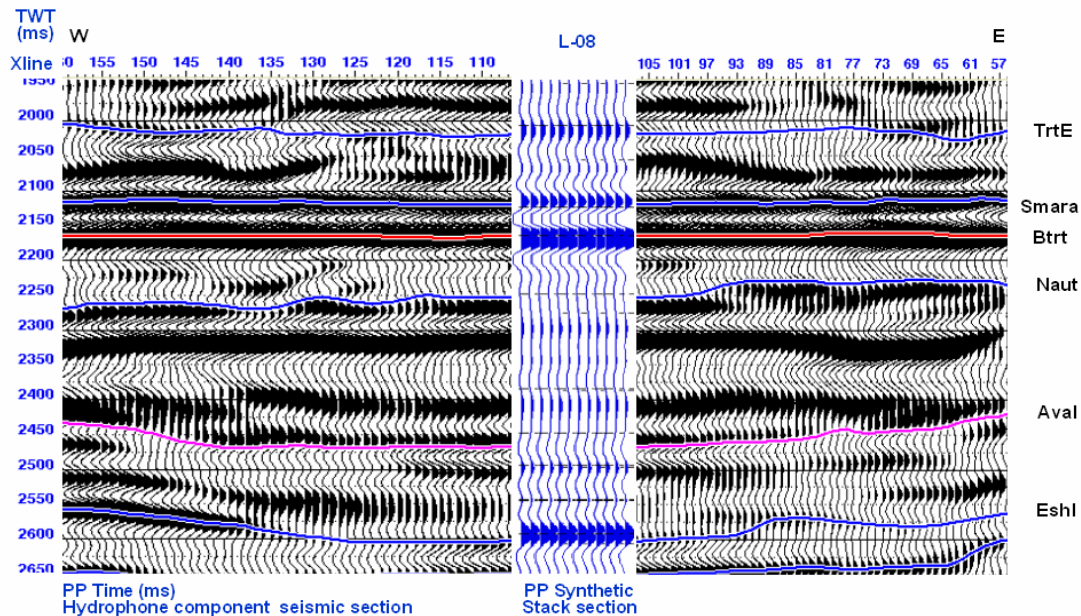 TWT
(ms)
W
L-08
E
Xline
60 155 150 145 140 135 130 125 120 115 110
105 101 97 93 89 85 81 77 73 69 65 61 57
1950
2000
2050
2100
2150
2200
2250
2300
2350
2400
2450
2500
2550
2600
2650
TrtE
Smara
Btrt
Naut
Aval
Eshl
PP Time (ms)
Hydrophone component seismic section
PP Synthetic
Stack section